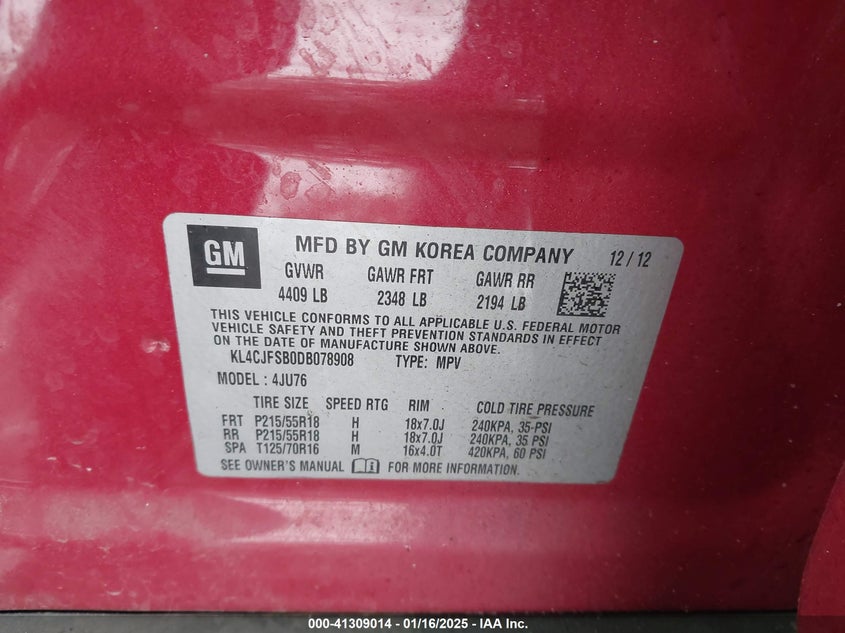 GM MFD BY GM KOREA COMPANY 12/12
GVWR GAWR FRT GAWR RR
4409 LB 2348 LB 2194 LB
THIS VEHICLE CONFORMS TO ALL APPLICABLE U.S. FEDERAL MOTOR
VEHICLE SAFETY AND THEFT PREVENTION STANDARDS IN EFFECT
ON THE DATE OF MANUFACTURE SHOWN ABOVE.
KL4CJFSB0DB078908 TYPE: MPV
MODEL: 4JU76
TIRE SIZE SPEED RTG RIM COLD TIRE PRESSURE
FRT P215/55R18 H 18x7.0J 240KPA, 35-PSI
RR P215/55R18 H 18x7.0J 240KPA, 35 PSI
SPA T125/70R16 M 16x4.0T 420KPA, 60 PSI
SEE OWNER'S MANUAL FOR MORE INFORMATION.
000-41309014 - 01/16/2025 - IAA Inc.